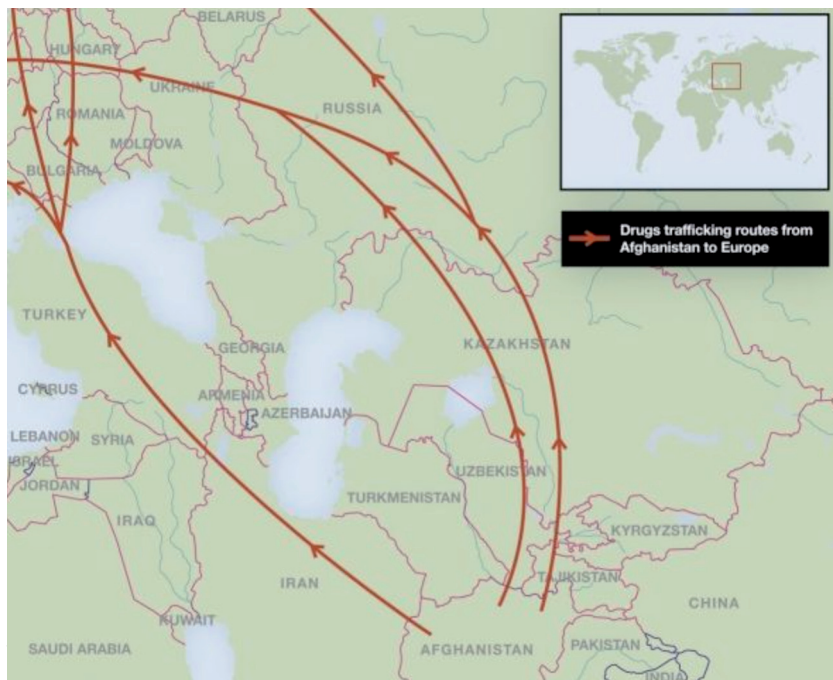 BELARUS
HUNGARY
UKRAINE
RUSSIA
ROMANIA
MOLDOVA
BULGARIA
Drugs trafficking routes from
Afghanistan to Europe
TURKEY
GEORGIA
KAZAKHSTAN
CYPRUS
ARMENIA
AZERBAIJAN
LEBANON
SYRIA
ISRAEL
UZBEKISTAN
JORDAN
TURKMENISTAN
IRAQ
KYRGYZSTAN
IRAN
TAJIKISTAN
CHINA
KUWAIT
SAUDI ARABIA
AFGHANISTAN
PAKISTAN
INDIA